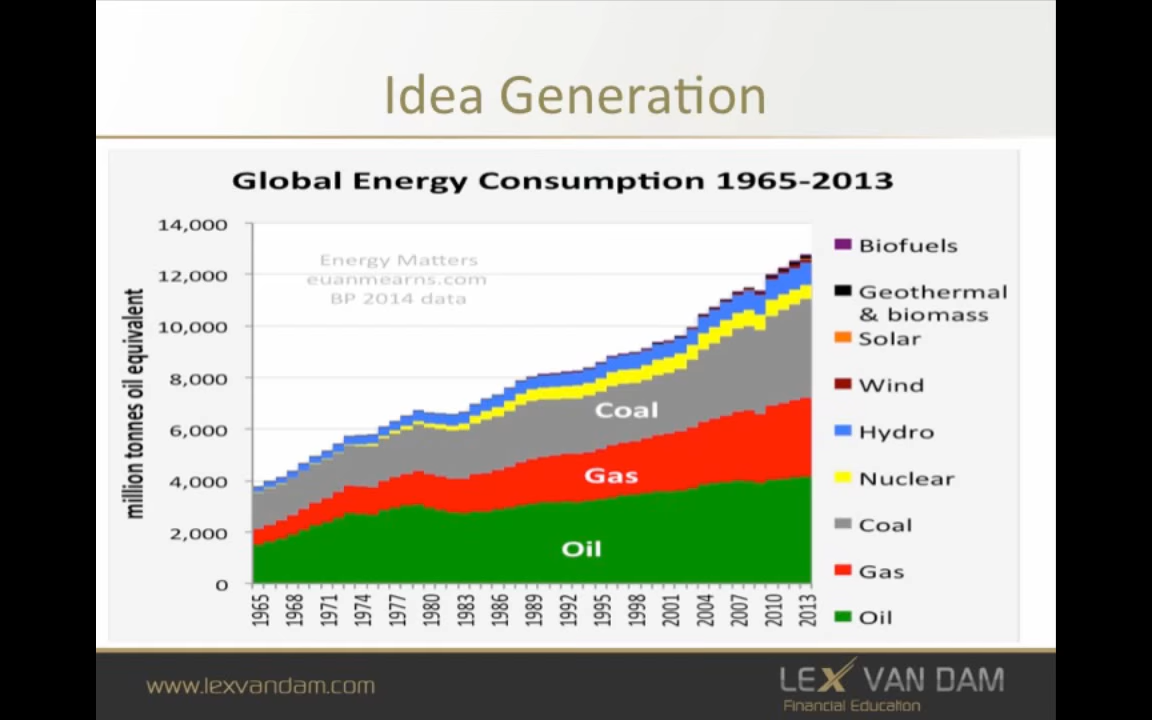 Idea Generation
Global Energy Consumption 1965-2013
million tonnes oil equivalent
14,000
12,000
10,000
8,000
6,000
4,000
2,000
0
Energy Matters
euanmearns.com
BP 2014 data
Coal
Gas
Oil
1965
1968
1971
1974
1977
1980
1983
1986
1989
1992
1995
1998
2001
2004
2007
2010
2013
Biofuels
Geothermal
& biomass
Solar
Wind
Hydro
Nuclear
Coal
Gas
Oil
www.lexvandam.com
LEX VAN DAM
Financial Education